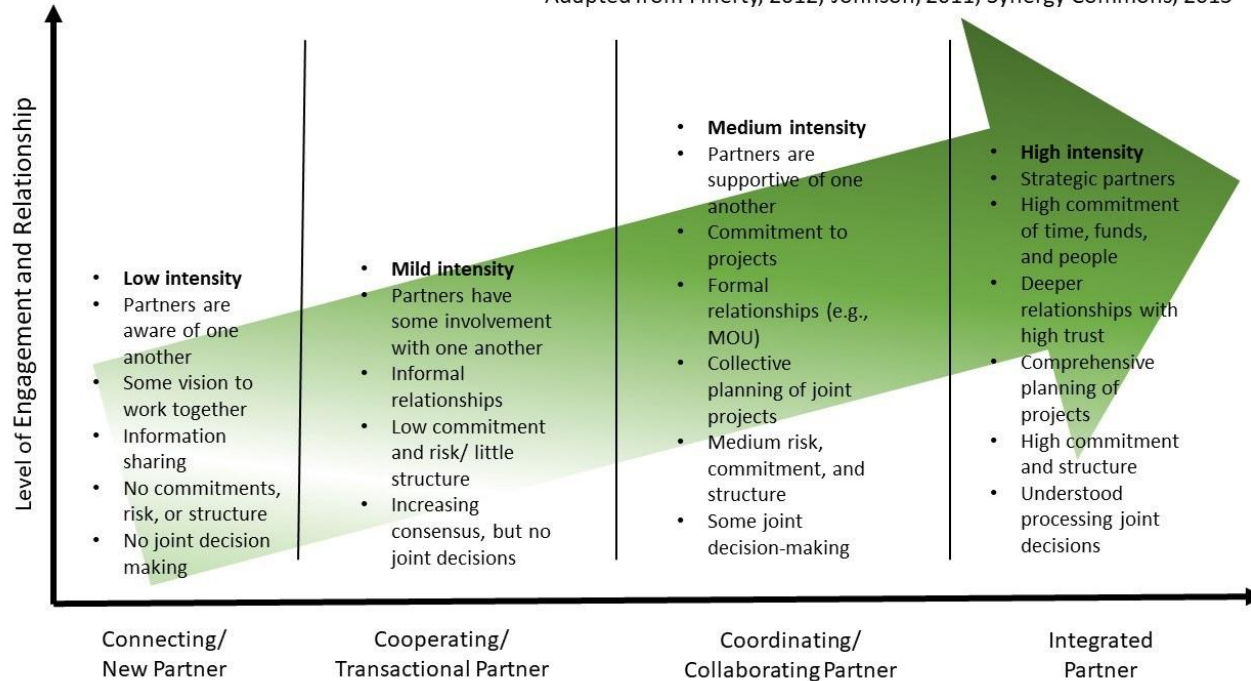 Adapted from Finerty, 2012; Johnson, 2011; Synergy Commons, 2013
Level of Engagement and Relationship
• Low intensity
• Partners are
aware of one
another
• Some vision to
work together
• Information
sharing
• No commitments,
risk, or structure
• No joint decision
making
• Mild intensity
• Partners have
some involvement
with one another
• Informal
relationships
• Low commitment
and risk/ little
structure
• Increasing
consensus, but no
joint decisions
• Medium intensity
• Partners are
supportive of one
another
• Commitment to
projects
• Formal
relationships (e.g.,
MOU)
• Collective
planning of joint
projects
• Medium risk,
commitment, and
structure
• Some joint
decision-making
• High intensity
• Strategic partners
• High commitment
of time, funds,
and people
• Deeper
relationships with
high trust
• Comprehensive
planning of
projects
• High commitment
and structure
• Understood
processing joint
decisions
Connecting/
New Partner
Cooperating/
Transactional Partner
Coordinating/
Collaborating Partner
Integrated
Partner